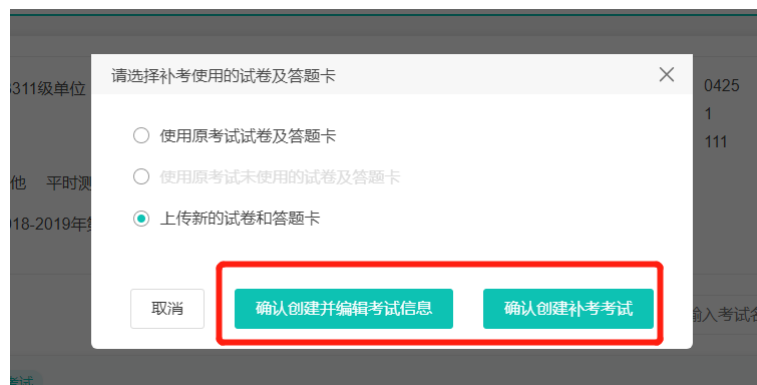 请选择补考使用的试卷及答题卡
311级单位
0425
1
使用原考试试卷及答题卡
111
他 平时测
使用原考试未使用的试卷及答题卡
18-2019年
上传新的试卷和答题卡
取消 确认创建并编辑考试信息 确认创建补考考试
输入考试名
考试